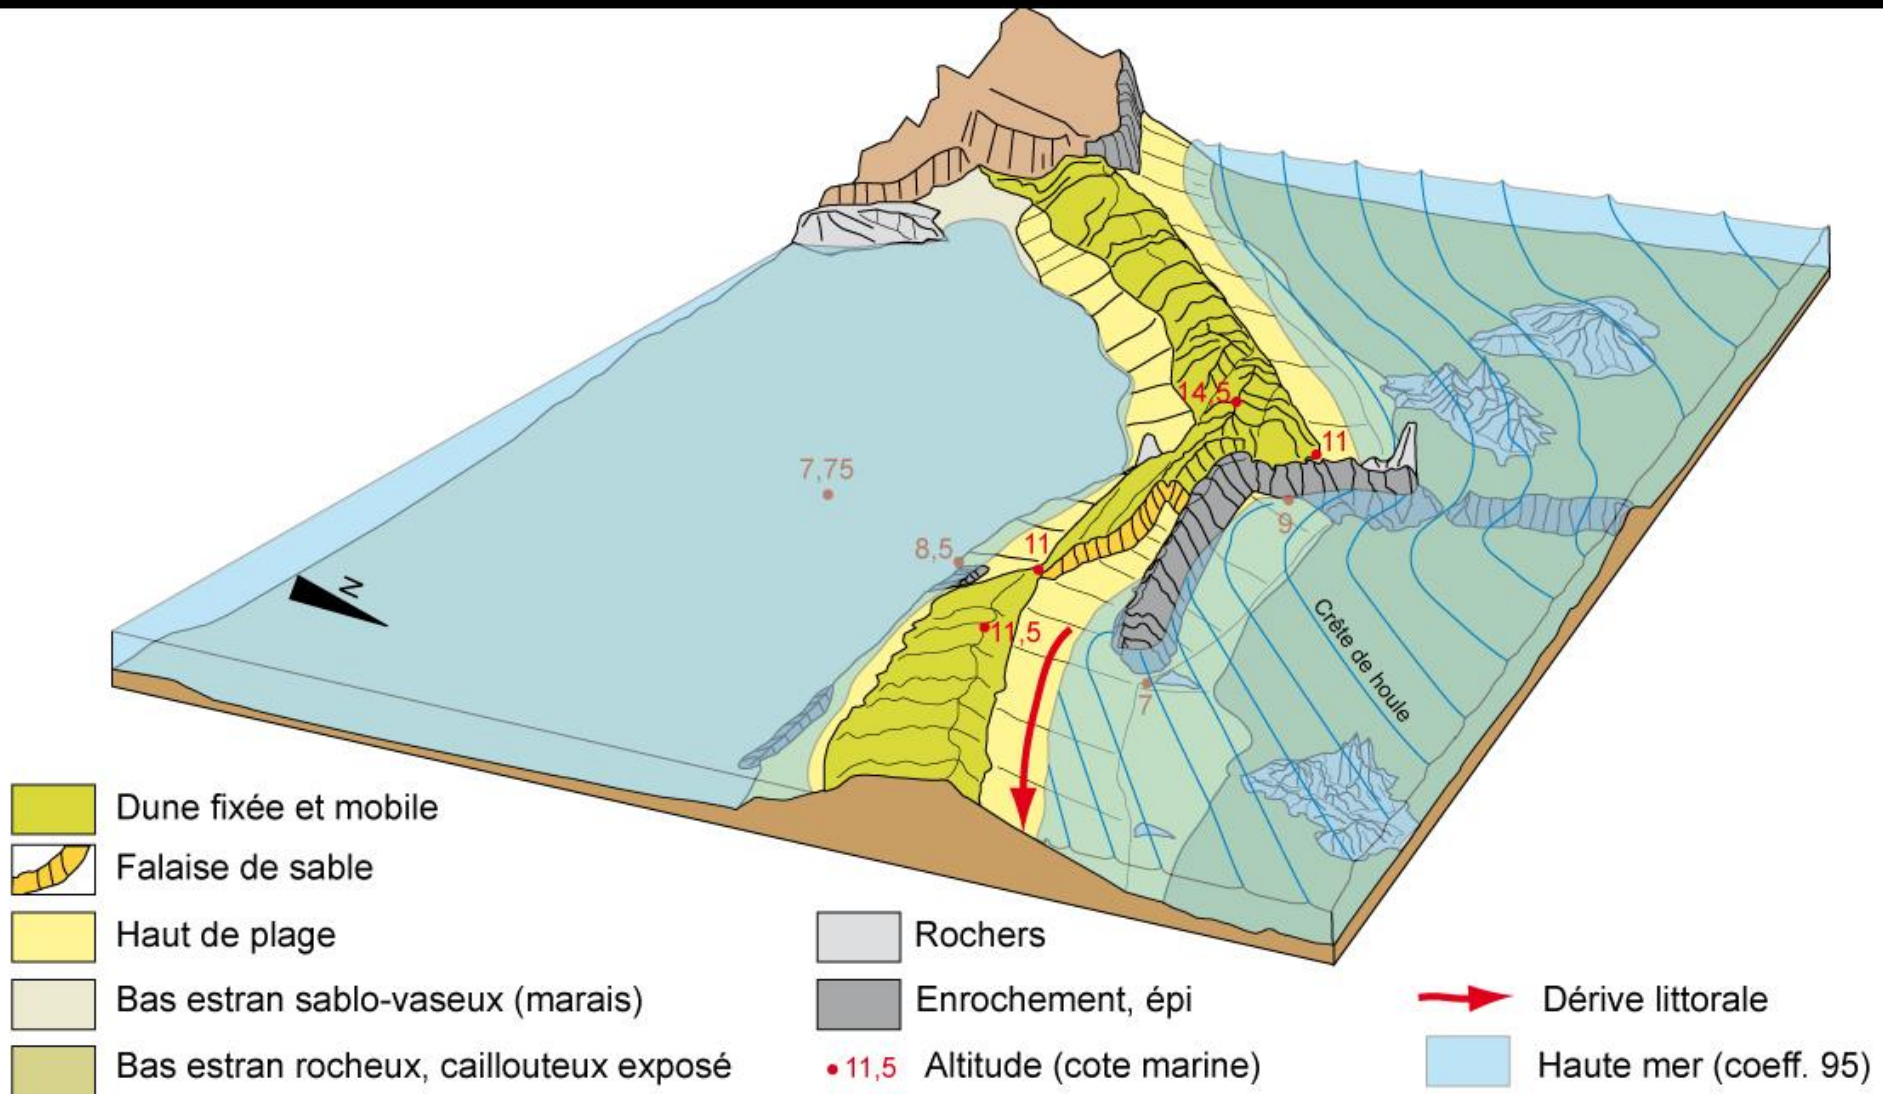 14,5
11
7,75
9
8,5
11
N
11,5
7
Crête de houle
Dune fixée et mobile
Falaise de sable
Haut de plage
Bas estran sablo-vaseux (marais)
Bas estran rocheux, caillouteux exposé
Rochers
Enrochement, épi
11,5 Altitude (cote marine)
Dérive littorale
Haute mer (coeff. 95)